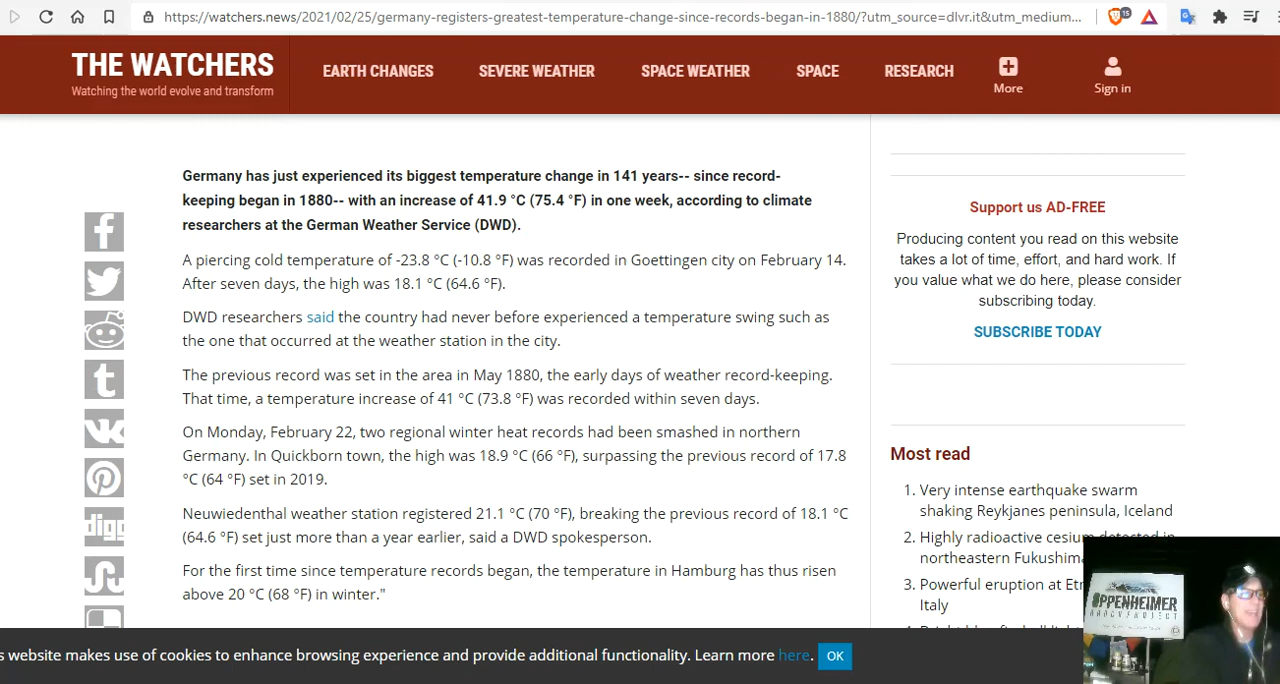 https://watchers.news/2021/02/25/germany-registers-greatest-temperature-change-since-records-began-in-1880/?utm_source=dlvr.it&utm_medium...
15
THE WATCHERS
Watching the world evolve and transform
EARTH CHANGES
SEVERE WEATHER
SPACE WEATHER
SPACE
RESEARCH
More
Sign in
Germany has just experienced its biggest temperature change in 141 years-- since record-
keeping began in 1880-- with an increase of 41.9 °C (75.4 °F) in one week, according to climate
researchers at the German Weather Service (DWD).
A piercing cold temperature of -23.8 °C (-10.8 °F) was recorded in Goettingen city on February 14.
After seven days, the high was 18.1 °C (64.6 °F).
DWD researchers said the country had never before experienced a temperature swing such as
the one that occurred at the weather station in the city.
The previous record was set in the area in May 1880, the early days of weather record-keeping.
That time, a temperature increase of 41 °C (73.8 °F) was recorded within seven days.
On Monday, February 22, two regional winter heat records had been smashed in northern
Germany. In Quickborn town, the high was 18.9 °C (66 °F), surpassing the previous record of 17.8
°C (64 °F) set in 2019.
Neuwiedenthal weather station registered 21.1 °C (70 °F), breaking the previous record of 18.1 °C
(64.6 °F) set just more than a year earlier, said a DWD spokesperson.
For the first time since temperature records began, the temperature in Hamburg has thus risen
above 20 °C (68 °F) in winter."
digg
Support us AD-FREE
Producing content you read on this website
takes a lot of time, effort, and hard work. If
you value what we do here, please consider
subscribing today.
SUBSCRIBE TODAY
Most read
1. Very intense earthquake swarm
shaking Reykjanes peninsula, Iceland
2. Highly radioactive cesium detected in
northeastern Fukushima
3. Powerful eruption at Etna
Italy
OPPENHEIMER
RANCH PROJECT
s website makes use of cookies to enhance browsing experience and provide additional functionality. Learn more here.
OK